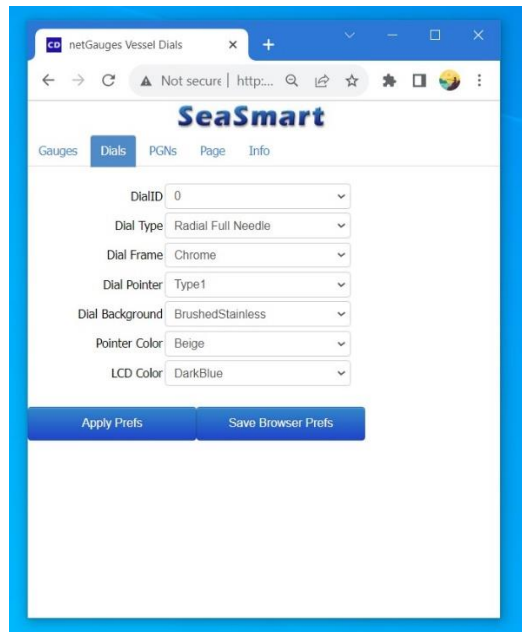 CD netGauges Vessel Dials
Not secure | http:...
SeaSmart
Gauges Dials PGNs Page Info
DialID 0
Dial Type Radial Full Needle
Dial Frame Chrome
Dial Pointer Type1
Dial Background BrushedStainless
Pointer Color Beige
LCD Color DarkBlue
Apply Prefs Save Browser Prefs